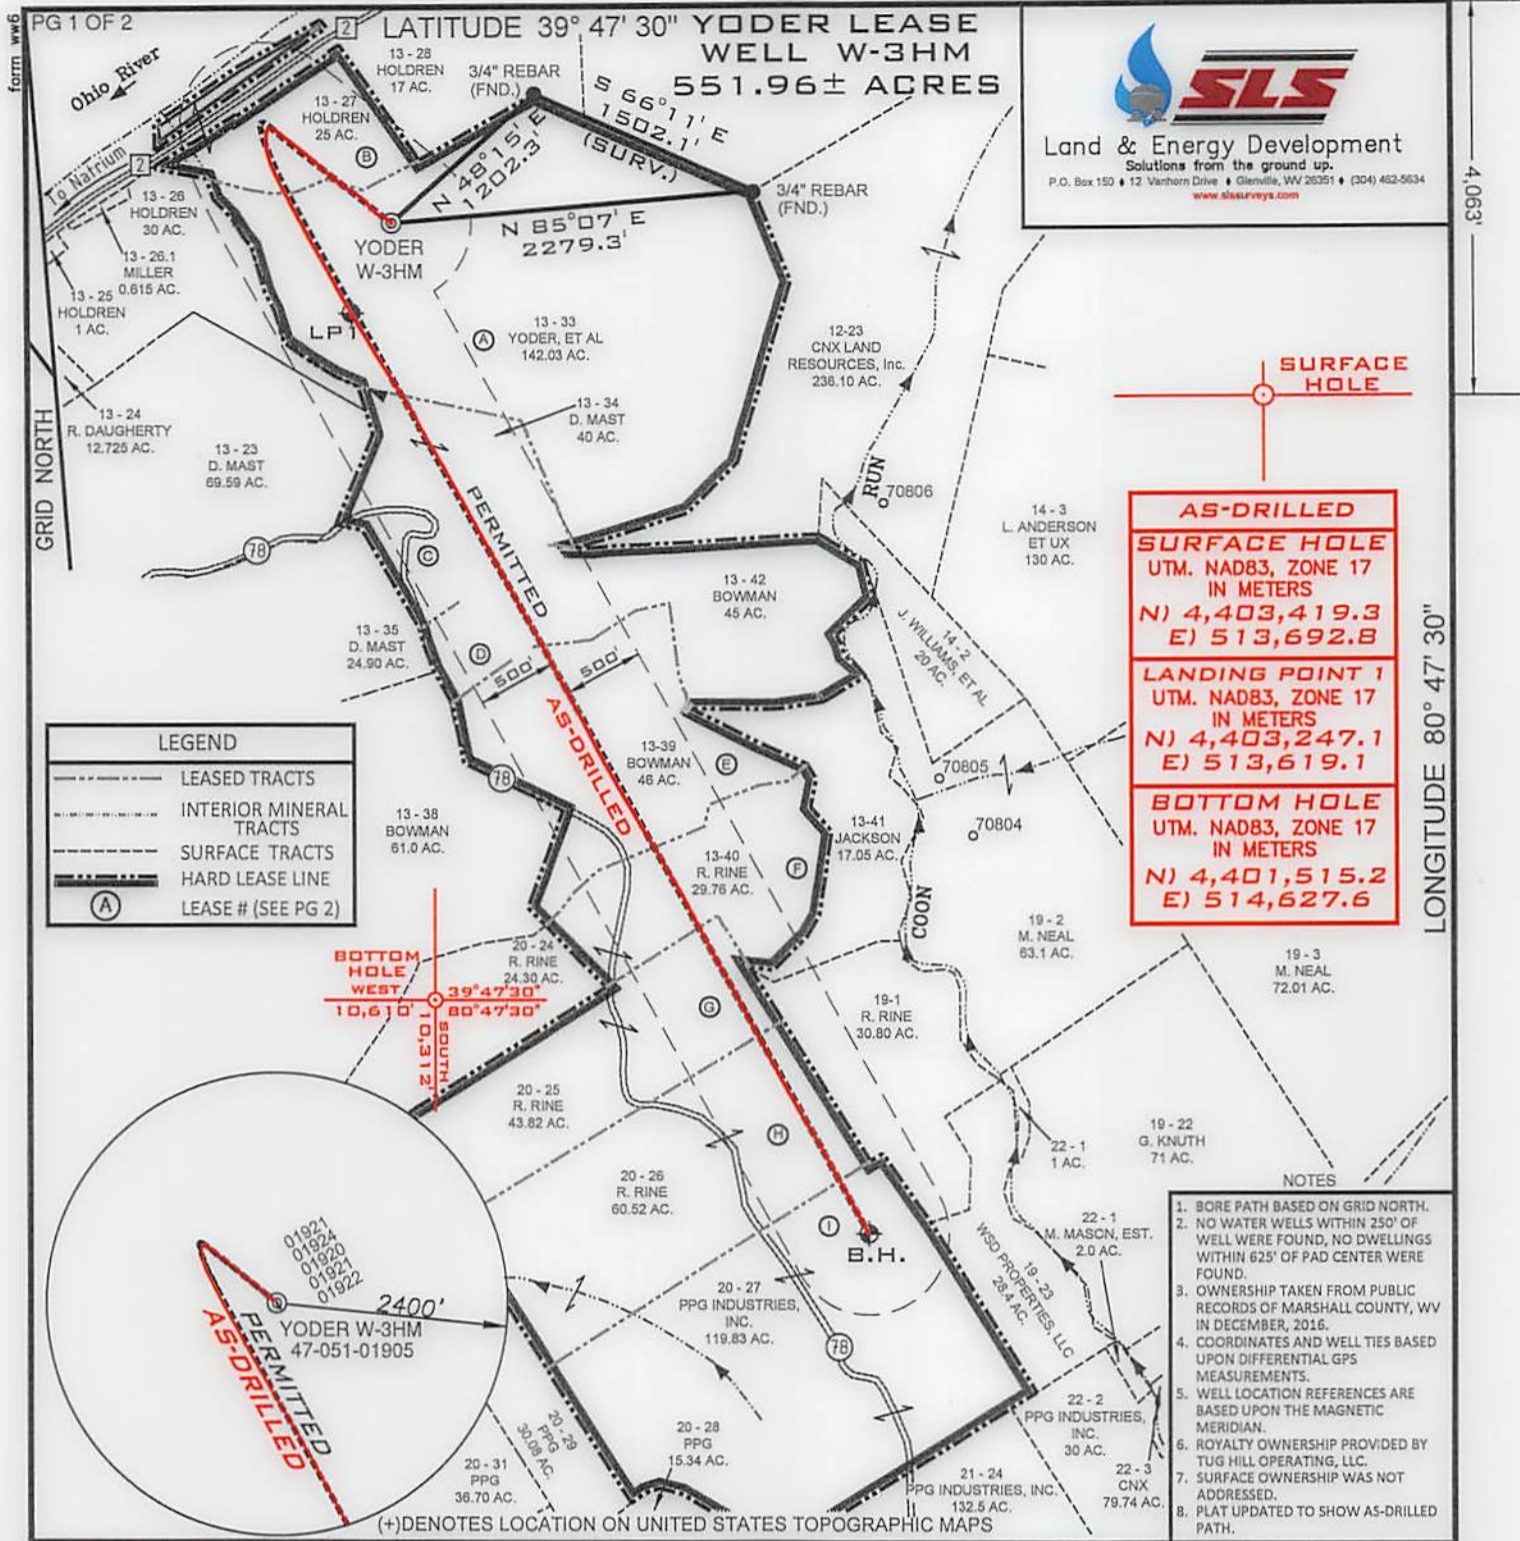 form ww6
PG 1 OF 2
LATITUDE 39° 47' 30"
YODER LEASE
WELL W-3HM
551.96± ACRES
SLS
Land & Energy Development
Solutions from the ground up.
P.O. Box 150 ♦ 12 Vanhorn Drive ♦ Glenville, WV 26351 ♦ (304) 462-5634
www.slssurveys.com
4,063'
Ohio River
To Natrium
2
2
13 - 28
HOLDREN
17 AC.
3/4" REBAR
(FND.)
13 - 27
HOLDREN
25 AC.
B
S 66°11' E
1502.1'
(SURV.)
N 48°15' E
1202.3'
N 85°07' E
2279.3'
3/4" REBAR
(FND.)
YODER
W-3HM
13 - 26
HOLDREN
30 AC.
13 - 26.1
MILLER
0.615 AC.
13 - 25
HOLDREN
1 AC.
LP1
A
13 - 33
YODER, ET AL
142.03 AC.
12-23
CNX LAND
RESOURCES, Inc.
236.10 AC.
SURFACE
HOLE
13 - 24
R. DAUGHERTY
12.725 AC.
13 - 34
D. MAST
40 AC.
13 - 23
D. MAST
69.59 AC.
GRID NORTH
PERMITTED
RUN
70806
14 - 3
L. ANDERSON
ET UX
130 AC.
AS-DRILLED
SURFACE HOLE
UTM. NAD83, ZONE 17
IN METERS
N) 4,403,419.3
E) 513,692.8
LANDING POINT 1
UTM. NAD83, ZONE 17
IN METERS
N) 4,403,247.1
E) 513,619.1
BOTTOM HOLE
UTM. NAD83, ZONE 17
IN METERS
N) 4,401,515.2
E) 514,627.6
LONGITUDE 80° 47' 30"
78
C
13 - 42
BOWMAN
45 AC.
14 - 2
J. WILLIAMS, ET AL
20 AC.
13 - 35
D. MAST
24.90 AC.
D
500'
500'
AS-DRILLED
13-39
BOWMAN
46 AC.
E
70805
LEGEND
LEASED TRACTS
INTERIOR MINERAL
TRACTS
SURFACE TRACTS
HARD LEASE LINE
A
LEASE # (SEE PG 2)
78
13 - 38
BOWMAN
61.0 AC.
13-41
JACKSON
17.05 AC.
70804
13-40
R. RINE
29.76 AC.
F
COON
19 - 2
M. NEAL
63.1 AC.
19 - 3
M. NEAL
72.01 AC.
20 - 24
R. RINE
24.30 AC.
BOTTOM
HOLE
WEST
39°47'30"
10,610'
80°47'30"
SOUTH
10,312'
G
19-1
R. RINE
30.80 AC.
20 - 25
R. RINE
43.82 AC.
H
22 - 1
1 AC.
19 - 22
G. KNUTH
71 AC.
20 - 26
R. RINE
60.52 AC.
I
B.H.
22 - 1
M. MASON, EST.
2.0 AC.
19 - 23
WSD PROPERTIES, LLC
28.4 AC.
NOTES
1. BORE PATH BASED ON GRID NORTH.
2. NO WATER WELLS WITHIN 250' OF
WELL WERE FOUND, NO DWELLINGS
WITHIN 625' OF PAD CENTER WERE
FOUND.
3. OWNERSHIP TAKEN FROM PUBLIC
RECORDS OF MARSHALL COUNTY, WV
IN DECEMBER, 2016.
4. COORDINATES AND WELL TIES BASED
UPON DIFFERENTIAL GPS
MEASUREMENTS.
5. WELL LOCATION REFERENCES ARE
BASED UPON THE MAGNETIC
MERIDIAN.
6. ROYALTY OWNERSHIP PROVIDED BY
TUG HILL OPERATING, LLC.
7. SURFACE OWNERSHIP WAS NOT
ADDRESSED.
8. PLAT UPDATED TO SHOW AS-DRILLED
PATH.
01921
01924
01920
01921
01922
2400'
YODER W-3HM
47-051-01905
PERMITTED
AS-DRILLED
20 - 27
PPG INDUSTRIES,
INC.
119.83 AC.
78
22 - 2
PPG INDUSTRIES,
INC.
30 AC.
20 - 29
PPG
30.08 AC.
20 - 28
PPG
15.34 AC.
20 - 31
PPG
36.70 AC.
21 - 24
PPG INDUSTRIES, INC.
132.5 AC.
22 - 3
CNX
79.74 AC.
(+)DENOTES LOCATION ON UNITED STATES TOPOGRAPHIC MAPS